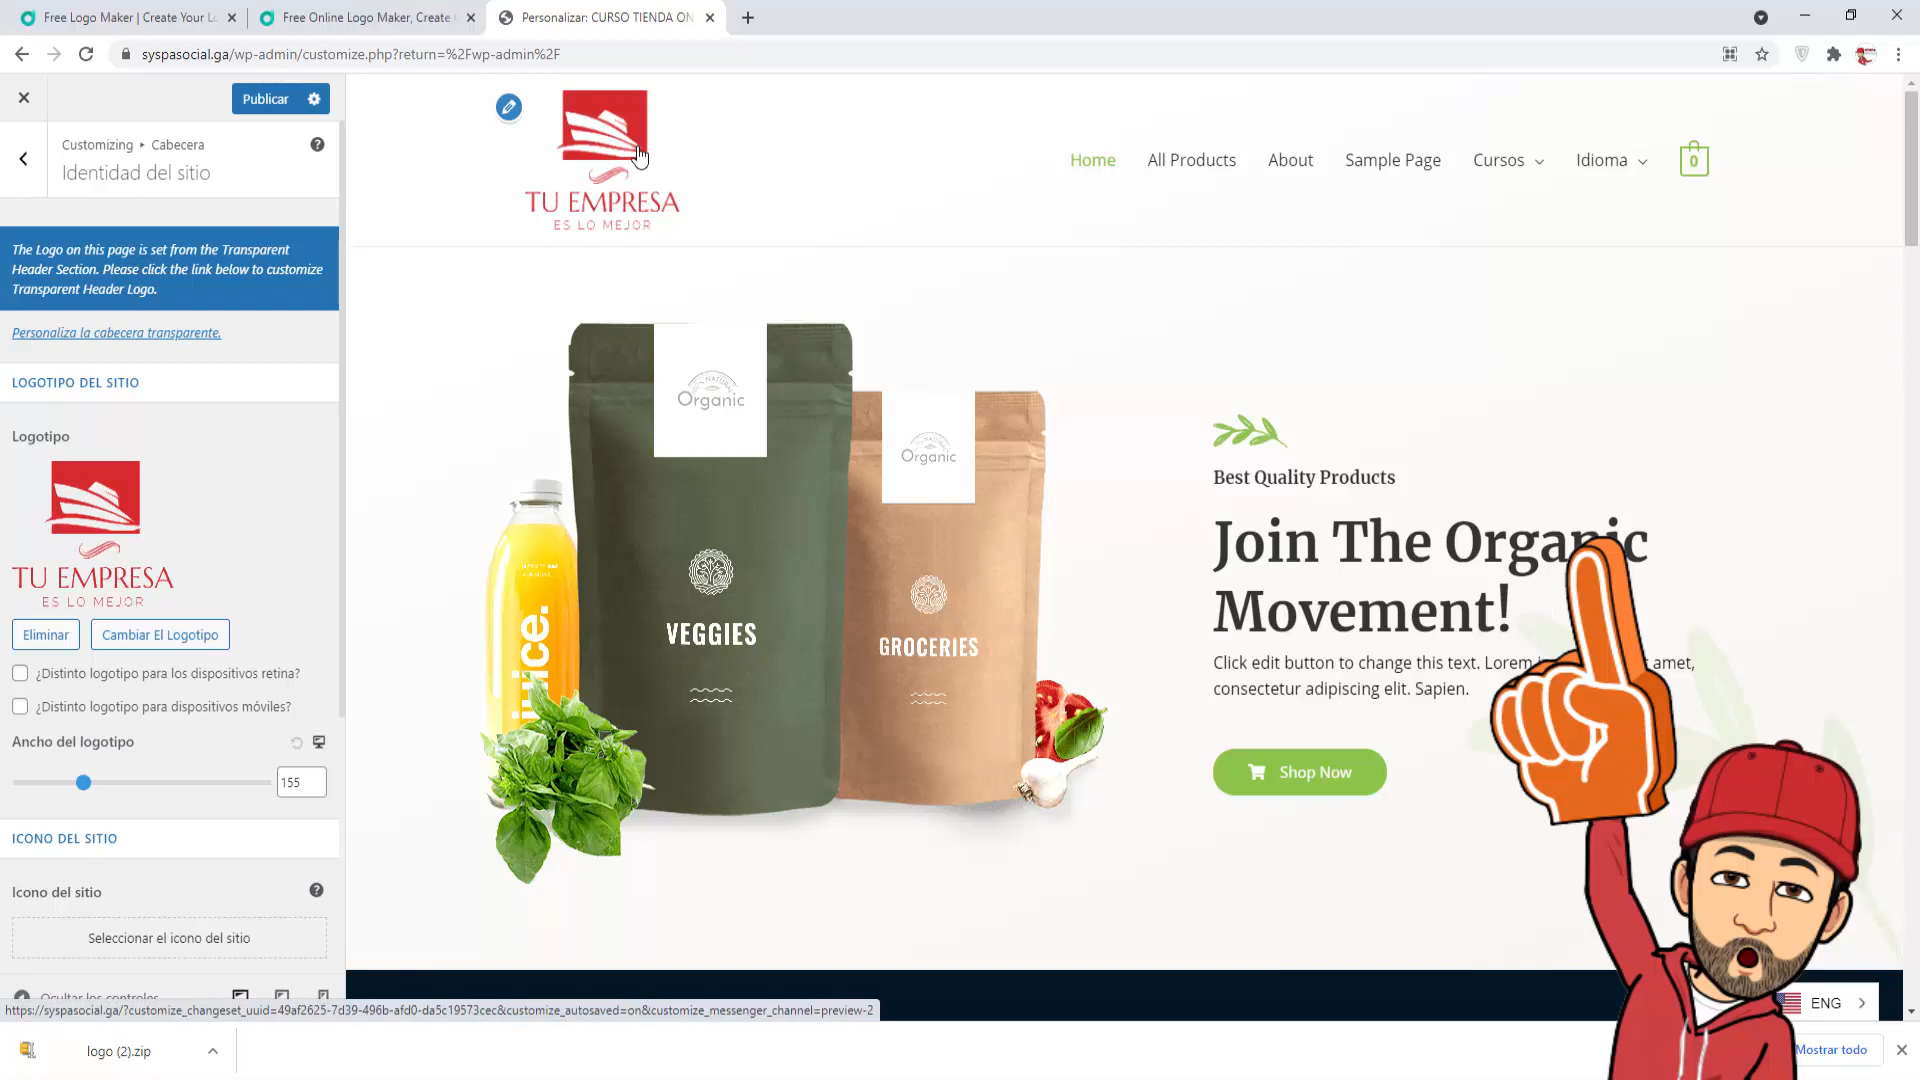 Free Logo Maker | Create Your Lo
Free Online Logo Maker, Create
Personalizar: CURSO TIENDA ON
syspasocial.ga/wp-admin/customize.php?return=%2Fwp-admin%2F
Publicar
Customizing ▸ Cabecera
Identidad del sitio
The Logo on this page is set from the Transparent
Header Section. Please click the link below to customize
Transparent Header Logo.
Personaliza la cabecera transparente.
LOGOTIPO DEL SITIO
Logotipo
TU EMPRESA
ES LO MEJOR
Eliminar
Cambiar El Logotipo
¿Distinto logotipo para los dispositivos retina?
¿Distinto logotipo para dispositivos móviles?
Ancho del logotipo
155
ICONO DEL SITIO
Icono del sitio
Seleccionar el icono del sitio
Ocultar los controles
https://syspasocial.ga/?customize_changeset_uuid=49af2625-7d39-496b-afd0-da5c19573cec&customize_autosaved=on&customize_messenger_channel=preview-2
TU EMPRESA
ES LO MEJOR
Home
All Products
About
Sample Page
Cursos
Idioma
0
100% NATURAL
Organic
VEGGIES
Organic
GROCERIES
juice.
Best Quality Products
Join The Organic
Movement!
Click edit button to change this text. Lorem amet,
consectetur adipiscing elit. Sapien.
Shop Now
ENG
logo (2).zip
Mostrar todo